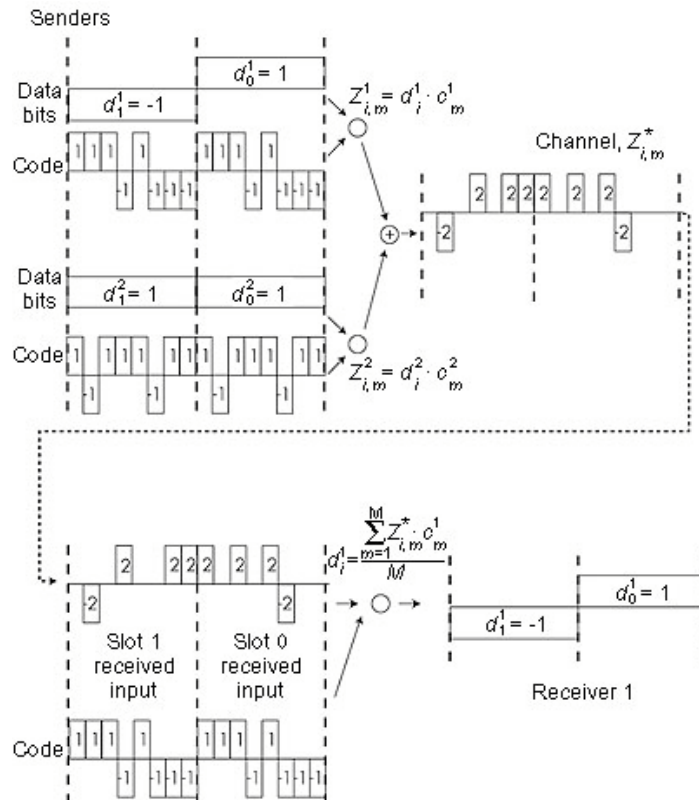 Senders
Data bits
d¹₁ = -1
d¹₀ = 1
Z¹ᵢ,ₘ = d¹ᵢ · c¹ₘ
Code
1 1 1 -1 1 -1 -1 -1
1 1 1 -1 1 -1 -1 -1
Channel, Z*ᵢ,ₘ
-2 2 2 2 2 2 2 -2
Data bits
d²₁ = 1
d²₀ = 1
Code
1 -1 1 1 1 -1 1 1
1 -1 1 1 1 -1 1 1
Z²ᵢ,ₘ = d²ᵢ · c²ₘ
-2 2 2 2 2 2 2 -2
Slot 1
received
input
Slot 0
received
input
Code
1 1 1 -1 1 -1 -1 -1
1 1 1 -1 1 -1 -1 -1
d¹ᵢ = M ∑ m=1 Z*ᵢ,ₘ · c¹ₘ / M
d¹₁ = -1
d¹₀ = 1
Receiver 1